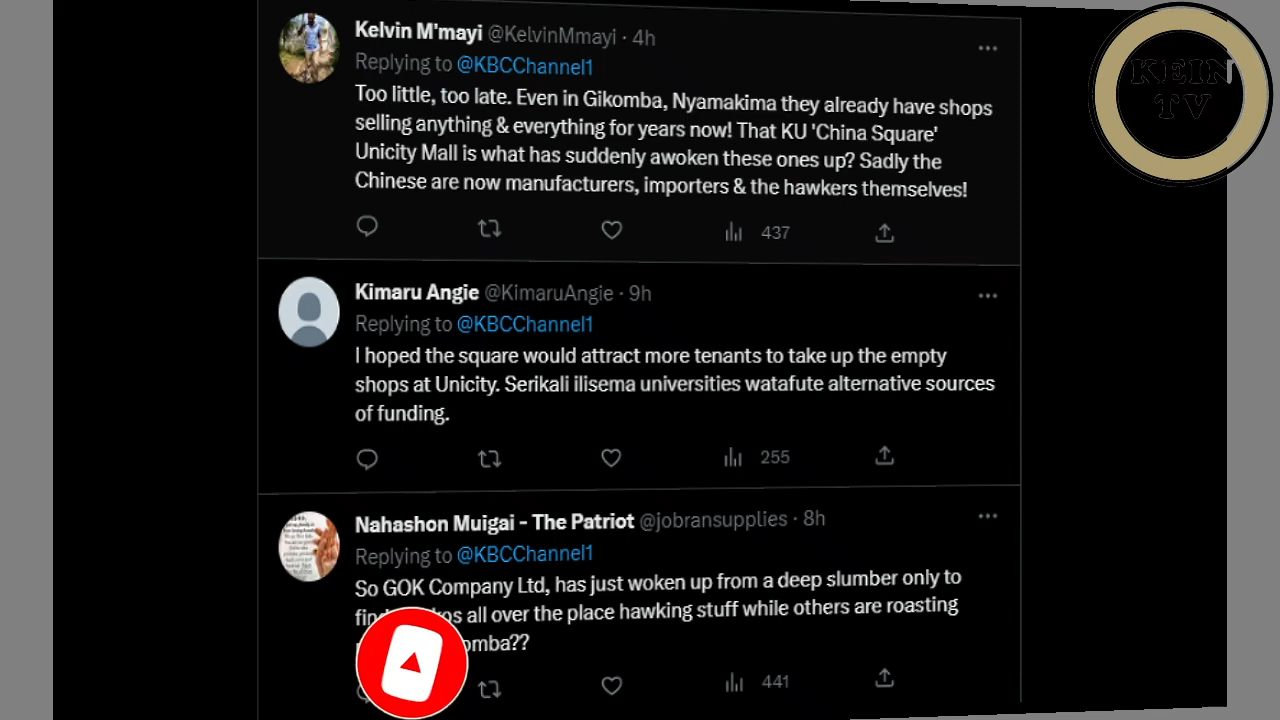 Kelvin M'mayi @KelvinMmayi · 4h
Replying to @KBCChannel1
Too little, too late. Even in Gikomba, Nyamakima they already have shops
selling anything & everything for years now! That KU 'China Square'
Unicity Mall is what has suddenly awoken these ones up? Sadly the
Chinese are now manufacturers, importers & the hawkers themselves!
437
KEIN
TV
Kimaru Angie @KimaruAngie · 9h
Replying to @KBCChannel1
I hoped the square would attract more tenants to take up the empty
shops at Unicity. Serikali ilisema universities watafute alternative sources
of funding.
255
Nahashon Muigai - The Patriot @jobransupplies · 8h
Replying to @KBCChannel1
So GOK Company Ltd, has just woken up from a deep slumber only to
all over the place hawking stuff while others are roasting
441